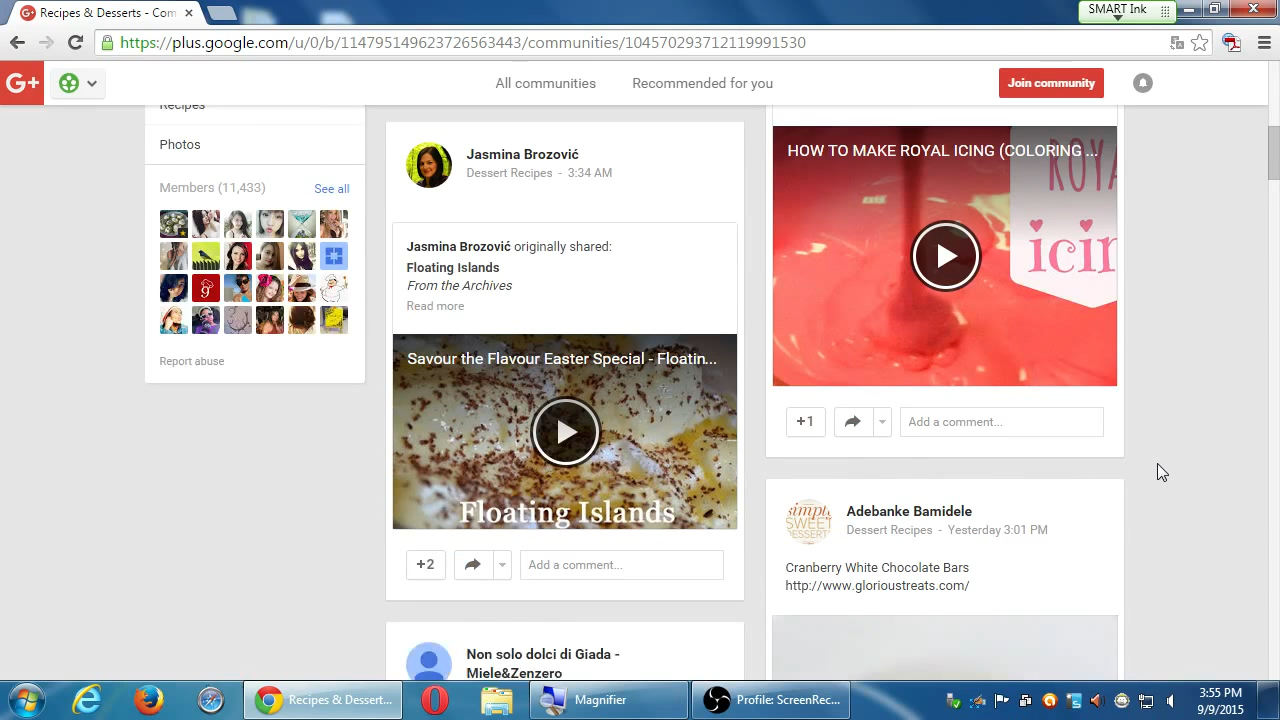 Recipes & Desserts - Com
SMART Ink
https://plus.google.com/u/0/b/114795149623726563443/communities/104570293712119991530
G+
All communities
Recommended for you
Join community
Recipes
Photos
Members (11,433)
See all
Report abuse
Jasmina Brozović
Dessert Recipes - 3:34 AM
Jasmina Brozović originally shared:
Floating Islands
From the Archives
Read more
Savour the Flavour Easter Special - Floatin...
Floating Islands
+2
Add a comment...
Non solo dolci di Giada -
Miele&Zenzero
HOW TO MAKE ROYAL ICING (COLORING ...
ROYA
icin
+1
Add a comment...
simply
SWEET
DESSERT
Adebanke Bamidele
Dessert Recipes - Yesterday 3:01 PM
Cranberry White Chocolate Bars
http://www.glorioustreats.com/
Recipes & Dessert...
Magnifier
Profile: ScreenRec...
3:55 PM
9/9/2015